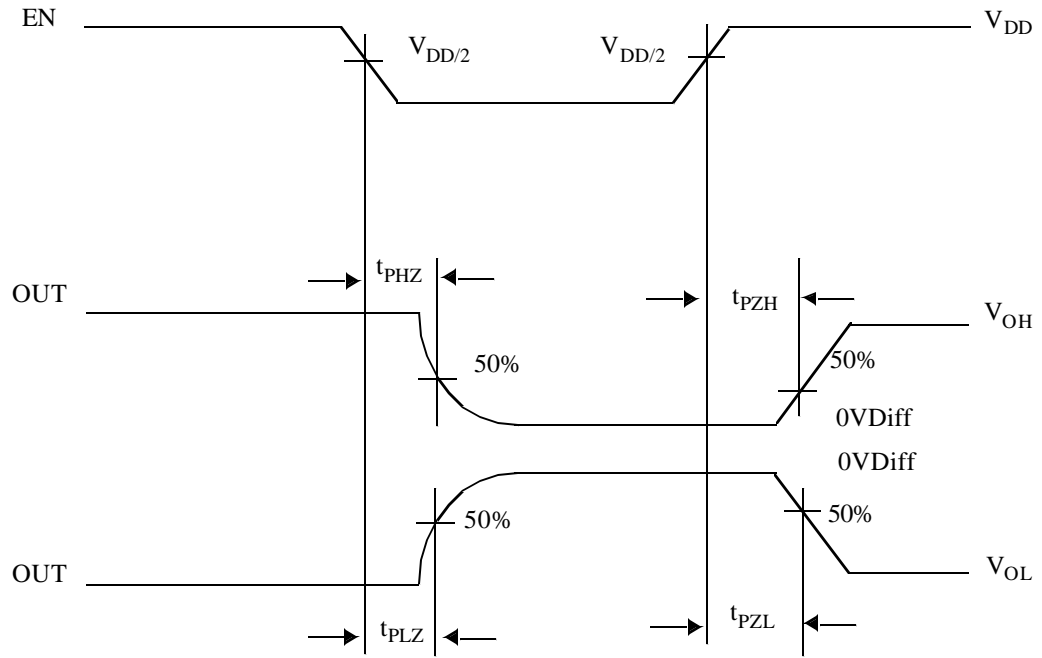 EN
V_DD/2
V_DD/2
V_DD
t_PHZ
t_PZH
OUT
V_OH
50%
50%
0VDiff
0VDiff
50%
50%
OUT
V_OL
t_PLZ
t_PZL